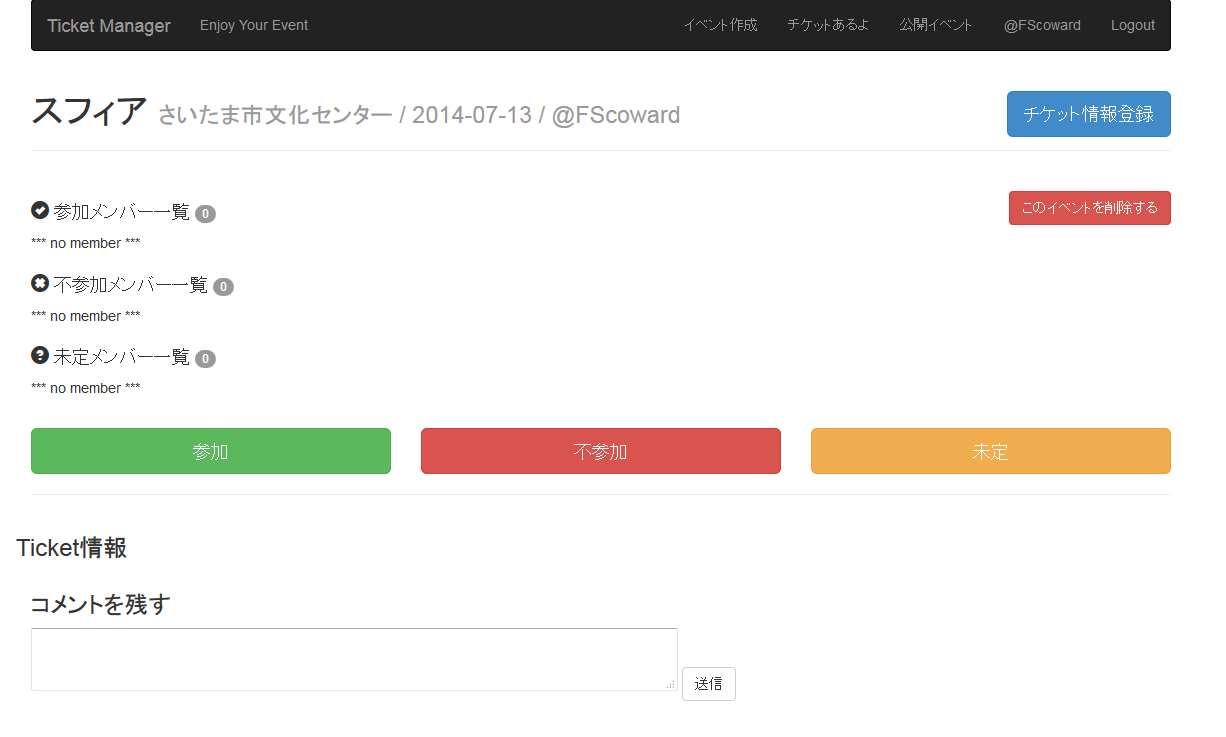 Ticket Manager Enjoy Your Event イベント作成 チケットあるよ 公開イベント @FScoward Logout
スフィア さいたま市文化センター / 2014-07-13 / @FScoward チケット情報登録
参加メンバー一覧 0 このイベントを削除する
*** no member ***
不参加メンバー一覧 0
*** no member ***
未定メンバー一覧 0
*** no member ***
参加 不参加 未定
Ticket情報
コメントを残す
送信